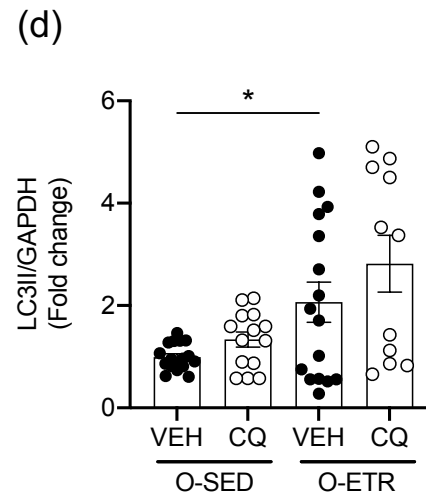 (d)
*
LC3II/GAPDH
(Fold change)
6
4
2
0
VEH CQ VEH CQ
O-SED O-ETR